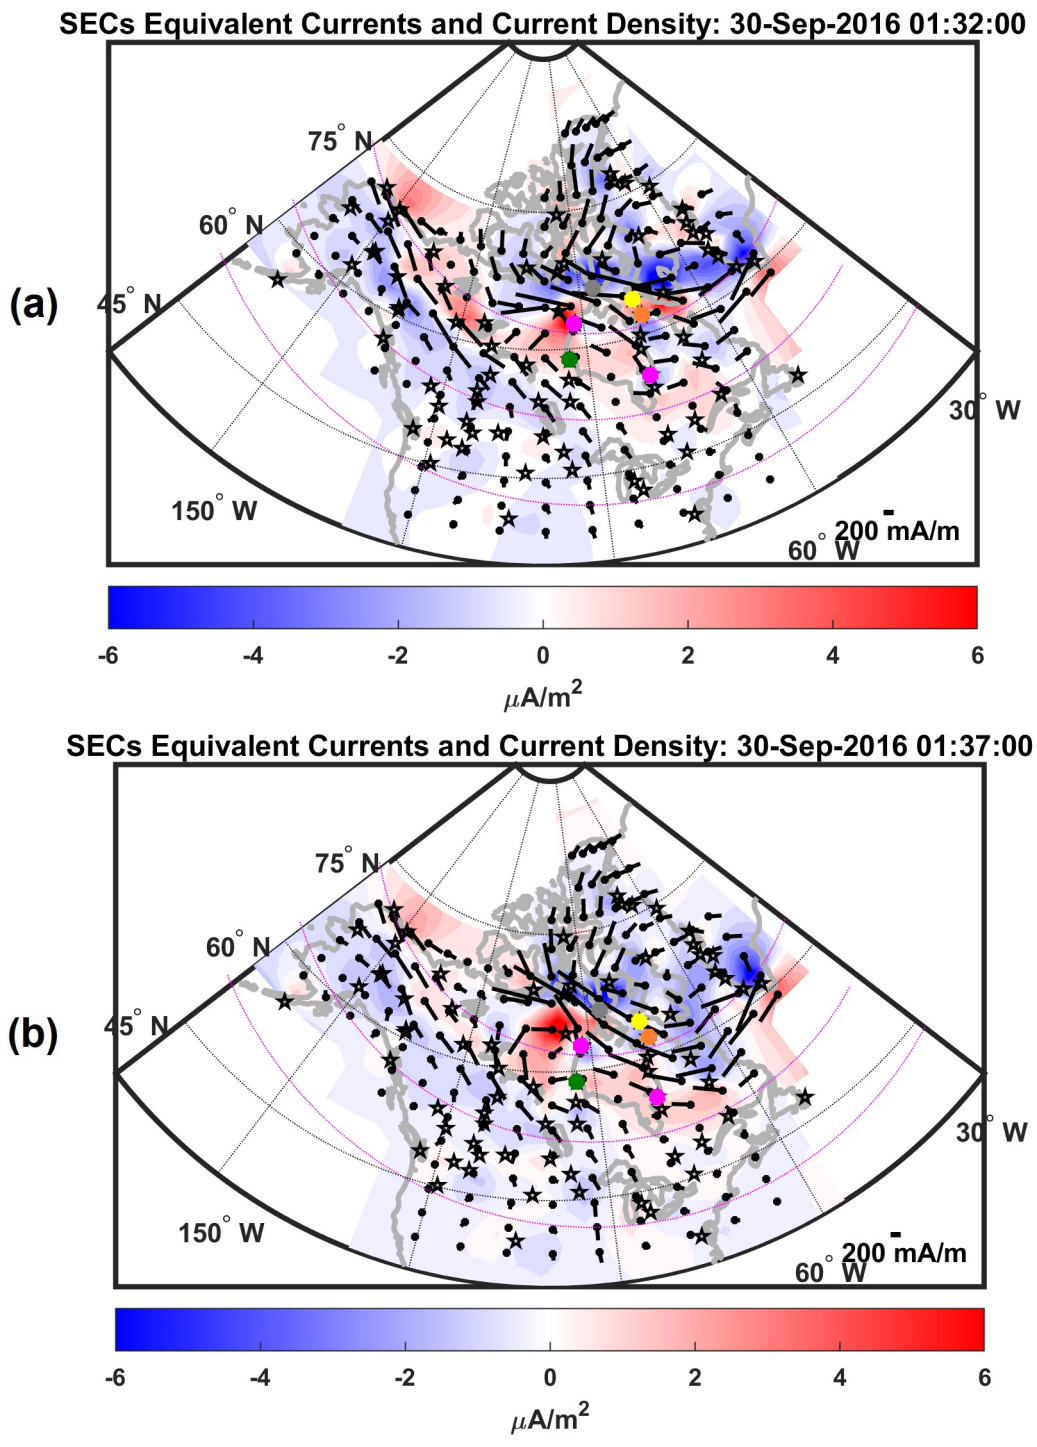 SECs Equivalent Currents and Current Density: 30-Sep-2016 01:32:00
75° N
60° N
(a)
45° N
30° W
150° W
200 mA/m
60° W
-6 -4 -2 0 2 4 6
μA/m²
SECs Equivalent Currents and Current Density: 30-Sep-2016 01:37:00
75° N
60° N
(b)
45° N
30° W
150° W
200 mA/m
60° W
-6 -4 -2 0 2 4 6
μA/m²